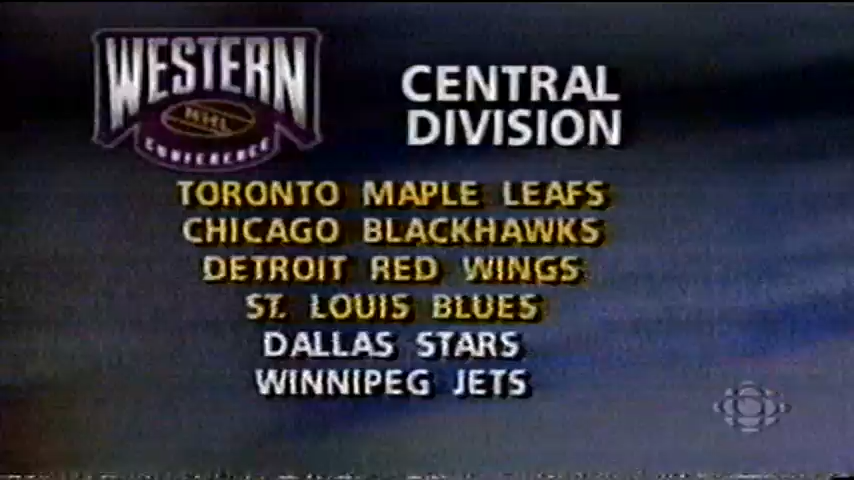 WESTERN
NHL
CONFERENCE
CENTRAL
DIVISION
TORONTO MAPLE LEAFS
CHICAGO BLACKHAWKS
DETROIT RED WINGS
ST. LOUIS BLUES
DALLAS STARS
WINNIPEG JETS